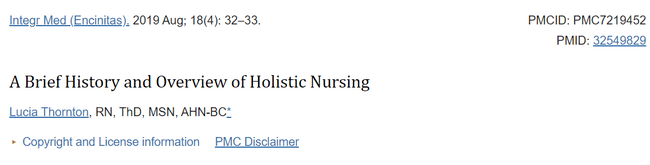 Integr Med (Encinitas). 2019 Aug; 18(4): 32–33.
PMCID: PMC7219452
PMID: 32549829
A Brief History and Overview of Holistic Nursing
Lucia Thornton, RN, ThD, MSN, AHN-BC*
Copyright and License information PMC Disclaimer